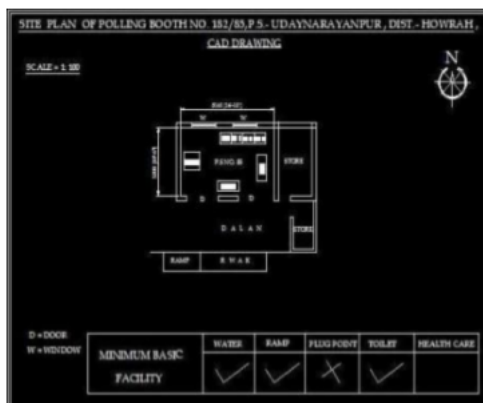 SITE PLAN OF POLLING BOOTH NO. 182/83, P.S.- UDAYNARAYANPUR, DIST.- HOWRAH,
CAD DRAWING
SCALE = 1: 100
N
W W
STORE
D D
D A L A N
STORE
RAMP R W A K
D = DOOR
W = WINDOW
MINIMUM BASIC
FACILITY
WATER RAMP PLUG POINT TOILET HEALTH CARE